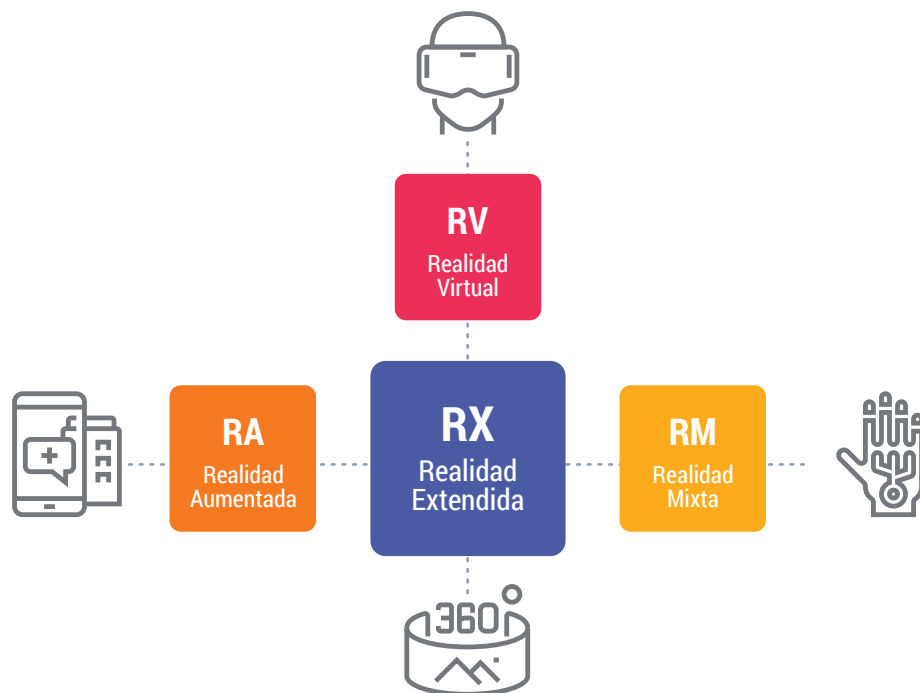 RV
Realidad
Virtual
RA
Realidad
Aumentada
RX
Realidad
Extendida
RM
Realidad
Mixta
360°